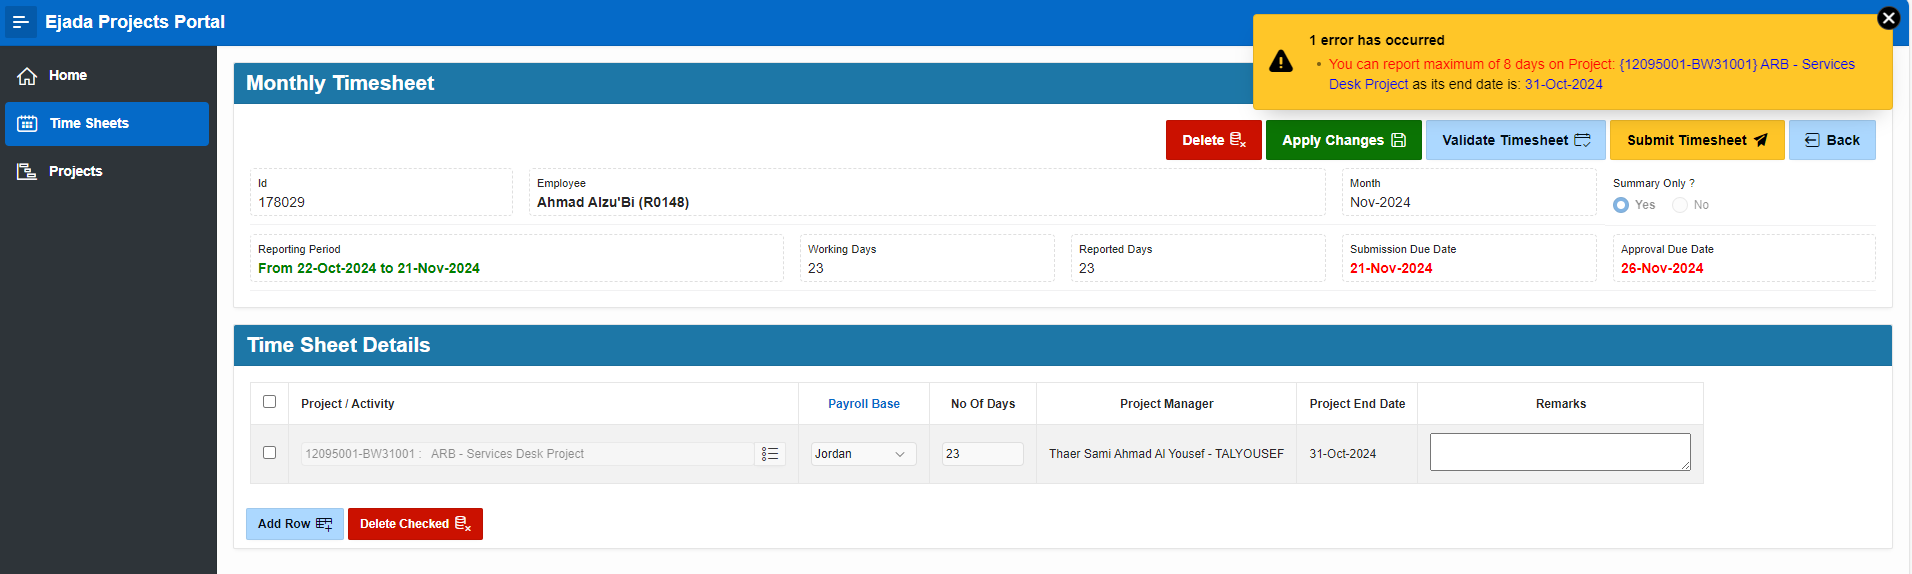 Ejada Projects Portal
1 error has occurred
• You can report maximum of 8 days on Project: {12095001-BW31001} ARB - Services
Desk Project as its end date is: 31-Oct-2024
Home
Time Sheets
Projects
Monthly Timesheet
Delete Apply Changes Validate Timesheet Submit Timesheet Back
Id Employee Month Summary Only ?
178029 Ahmad Alzu'Bi (R0148) Nov-2024 Yes No
Reporting Period Working Days Reported Days Submission Due Date Approval Due Date
From 22-Oct-2024 to 21-Nov-2024 23 23 21-Nov-2024 26-Nov-2024
Time Sheet Details
Project / Activity Payroll Base No Of Days Project Manager Project End Date Remarks
12095001-BW31001 : ARB - Services Desk Project Jordan 23 Thaer Sami Ahmad Al Yousef - TALYOUSEF 31-Oct-2024
Add Row Delete Checked